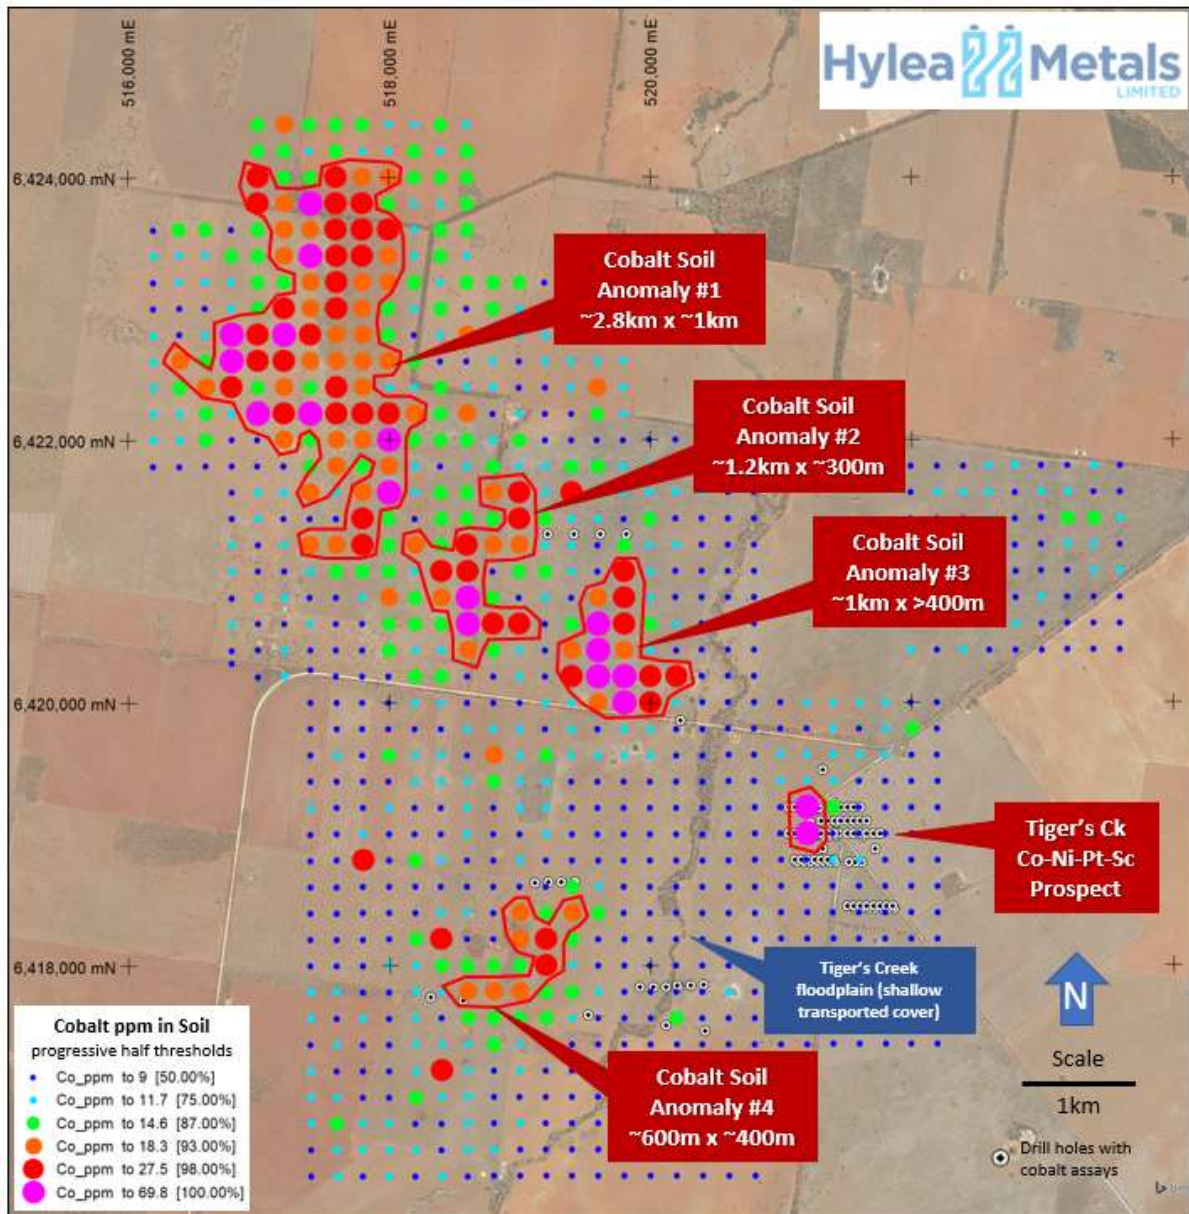 516,000 mE
518,000 mE
520,000 mE
Hylea Metals
LIMITED
6,424,000 mN
Cobalt Soil
Anomaly #1
~2.8km x ~1km
Cobalt Soil
Anomaly #2
~1.2km x ~300m
6,422,000 mN
Cobalt Soil
Anomaly #3
~1km x >400m
6,420,000 mN
Tiger's Ck
Co-Ni-Pt-Sc
Prospect
6,418,000 mN
Tiger's Creek
floodplain (shallow
transported cover)
N
Scale
1km
Cobalt Soil
Anomaly #4
~600m x ~400m
Drill holes with
cobalt assays
Cobalt ppm in Soil
progressive half thresholds
Co_ppm to 9 [50.00%]
Co_ppm to 11.7 [75.00%]
Co_ppm to 14.6 [87.00%]
Co_ppm to 18.3 [93.00%]
Co_ppm to 27.5 [98.00%]
Co_ppm to 69.8 [100.00%]